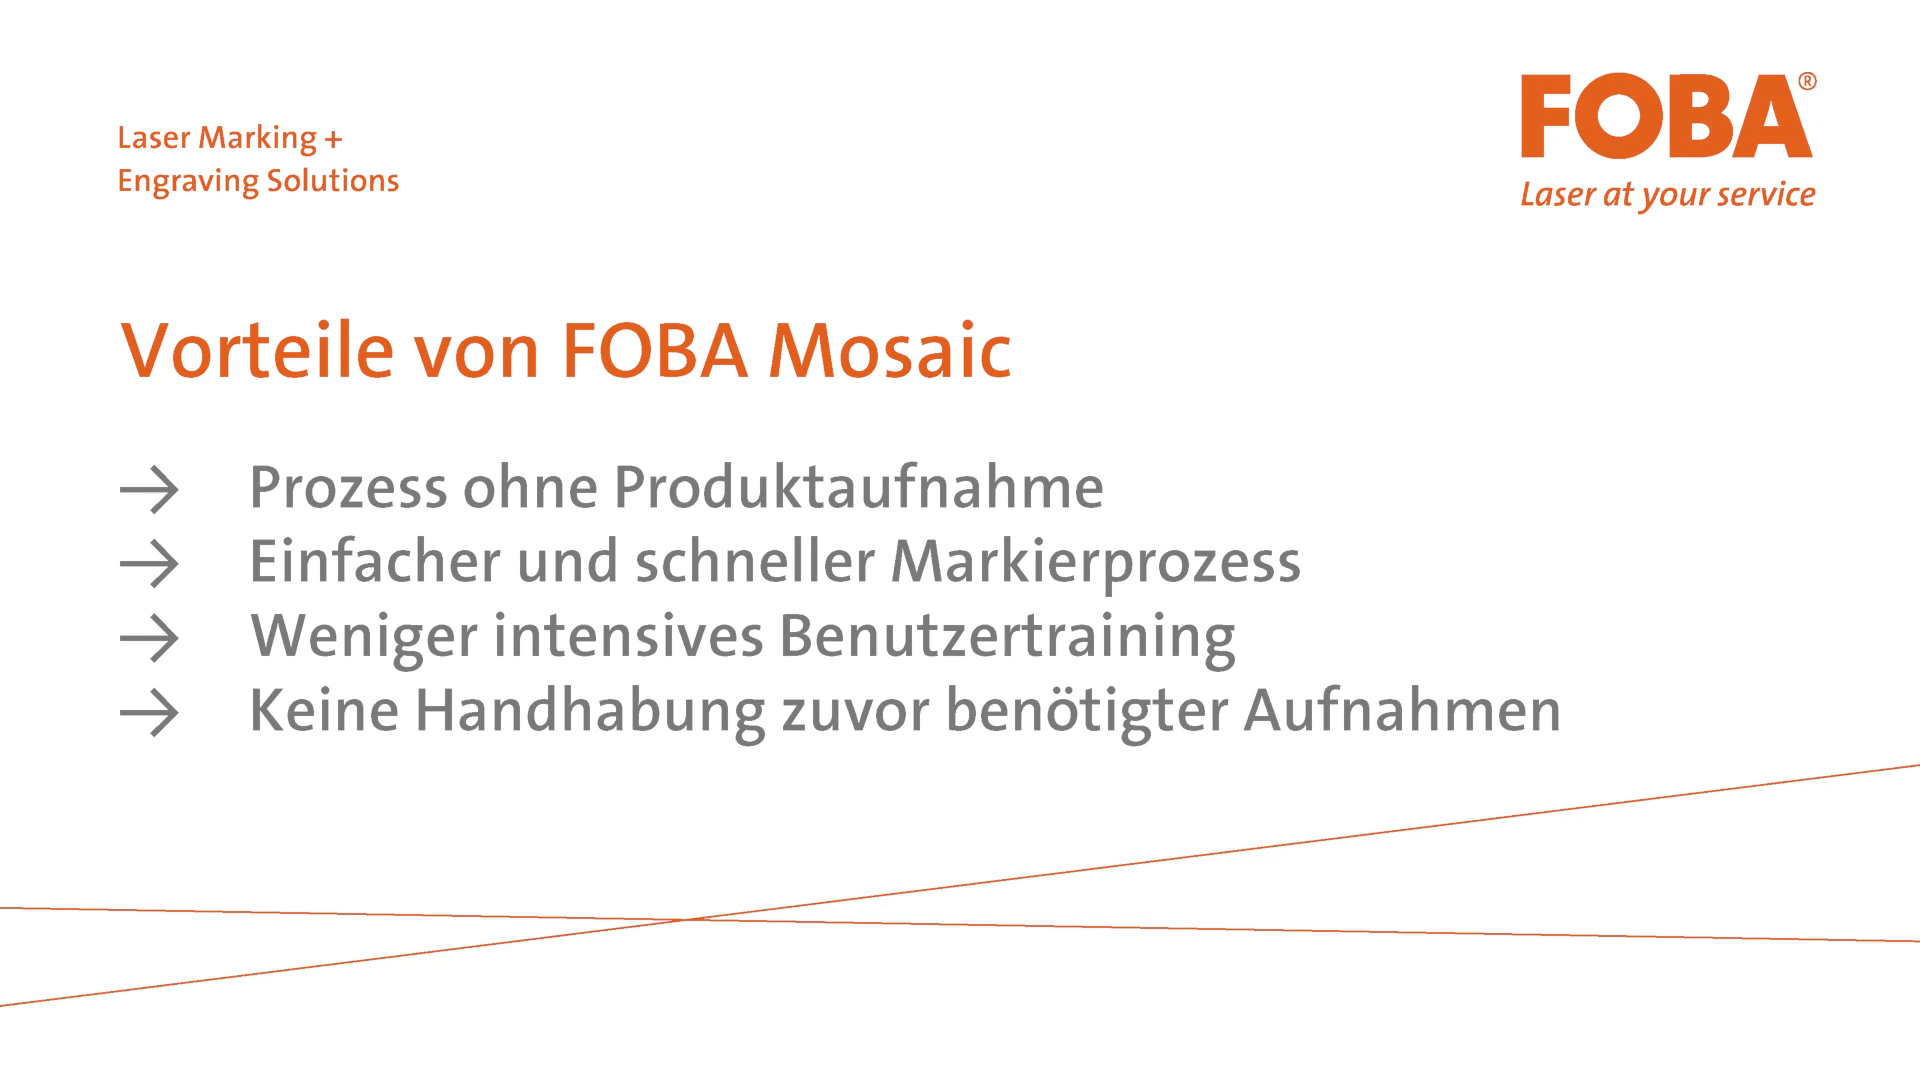 Laser Marking +
Engraving Solutions
FOBA®
Laser at your service
Vorteile von FOBA Mosaic
→ Prozess ohne Produktaufnahme
→ Einfacher und schneller Markierprozess
→ Weniger intensives Benutzertraining
→ Keine Handhabung zuvor benötigter Aufnahmen